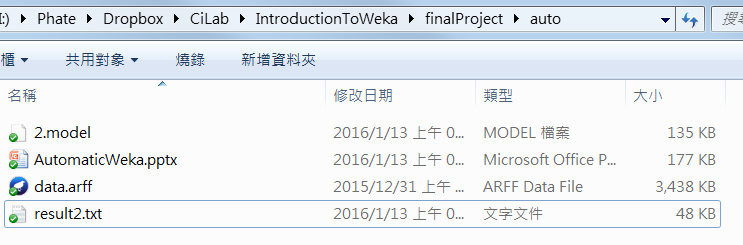 :) Phate Dropbox CiLab IntroductionToWeka finalProject auto 搜尋
櫃 共用對象 燒錄 新增資料夾
名稱 修改日期 類型 大小
2.model 2016/1/13 上午 0... MODEL 檔案 135 KB
AutomaticWeka.pptx 2016/1/13 上午 0... Microsoft Office P... 177 KB
data.arff 2015/12/31 上午 ... ARFF Data File 3,438 KB
result2.txt 2016/1/13 上午 0... 文字文件 48 KB